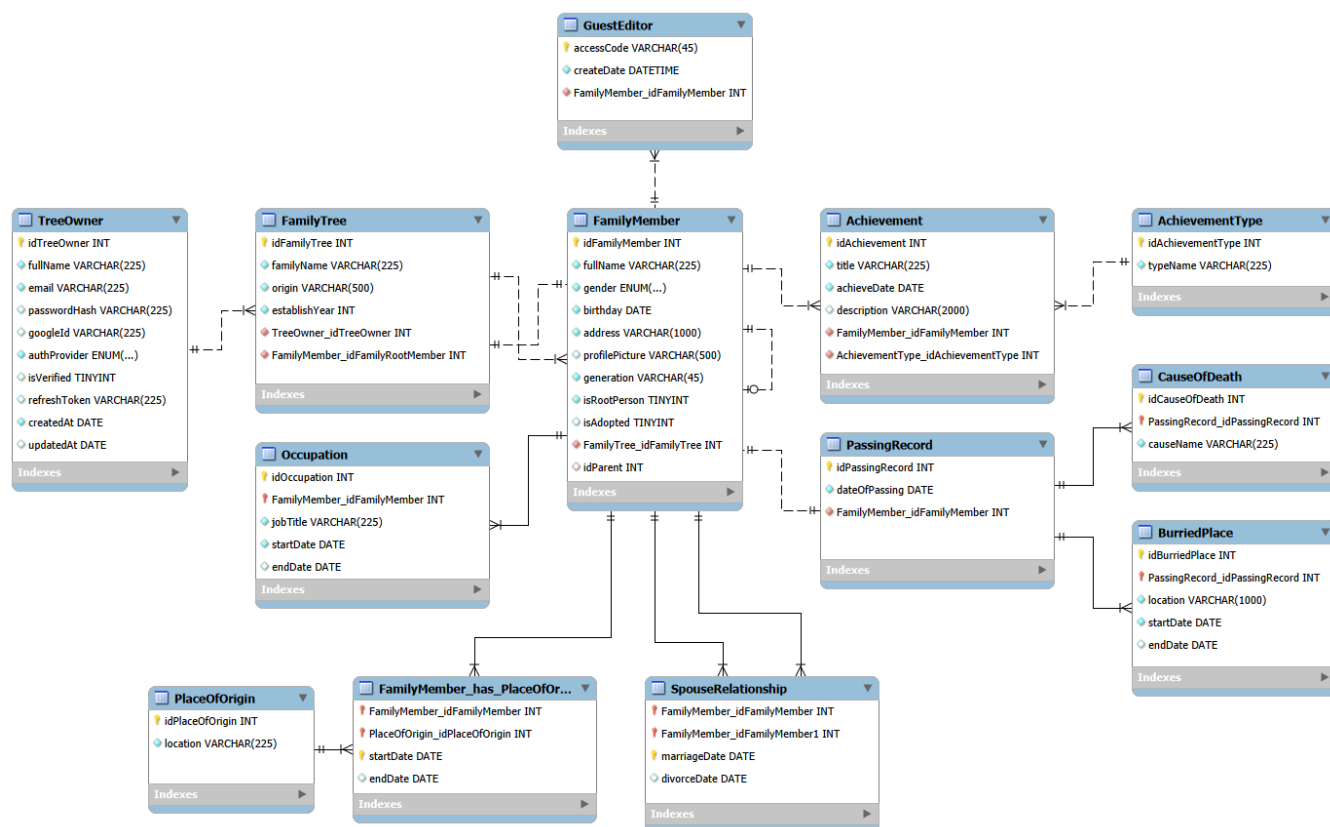 GuestEditor
accessCode VARCHAR(45)
createDate DATETIME
FamilyMember_idFamilyMember INT
Indexes
TreeOwner
idTreeOwner INT
fullName VARCHAR(225)
email VARCHAR(225)
passwordHash VARCHAR(225)
googleId VARCHAR(225)
authProvider ENUM(...)
isVerified TINYINT
refreshToken VARCHAR(225)
createdAt DATE
updatedAt DATE
Indexes
FamilyTree
idFamilyTree INT
familyName VARCHAR(225)
origin VARCHAR(500)
establishYear INT
TreeOwner_idTreeOwner INT
FamilyMember_idFamilyRootMember INT
Indexes
FamilyMember
idFamilyMember INT
fullName VARCHAR(225)
gender ENUM(...)
birthday DATE
address VARCHAR(1000)
profilePicture VARCHAR(500)
generation VARCHAR(45)
isRootPerson TINYINT
isAdopted TINYINT
FamilyTree_idFamilyTree INT
idParent INT
Indexes
Achievement
idAchievement INT
title VARCHAR(225)
achieveDate DATE
description VARCHAR(2000)
FamilyMember_idFamilyMember INT
AchievementType_idAchievementType INT
Indexes
AchievementType
idAchievementType INT
typeName VARCHAR(225)
Indexes
CauseOfDeath
idCauseOfDeath INT
PassingRecord_idPassingRecord INT
causeName VARCHAR(225)
Indexes
Occupation
idOccupation INT
FamilyMember_idFamilyMember INT
jobTitle VARCHAR(225)
startDate DATE
endDate DATE
Indexes
PassingRecord
idPassingRecord INT
dateOfPassing DATE
FamilyMember_idFamilyMember INT
Indexes
BurriedPlace
idBurriedPlace INT
PassingRecord_idPassingRecord INT
location VARCHAR(1000)
startDate DATE
endDate DATE
Indexes
PlaceOfOrigin
idPlaceOfOrigin INT
location VARCHAR(225)
Indexes
FamilyMember_has_PlaceOfOr...
FamilyMember_idFamilyMember INT
PlaceOfOrigin_idPlaceOfOrigin INT
startDate DATE
endDate DATE
Indexes
SpouseRelationship
FamilyMember_idFamilyMember INT
FamilyMember_idFamilyMember1 INT
marriageDate DATE
divorceDate DATE
Indexes